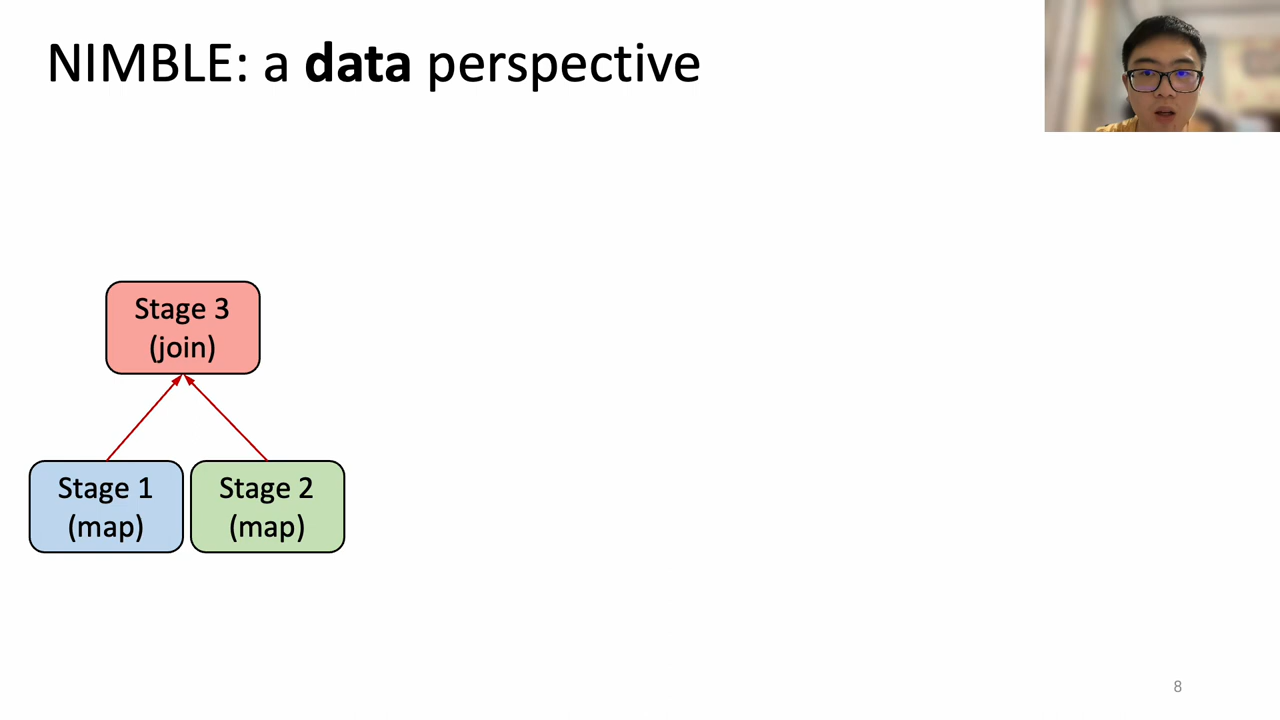 NIMBLE: a data perspective
Stage 3
(join)
Stage 1
(map)
Stage 2
(map)
8